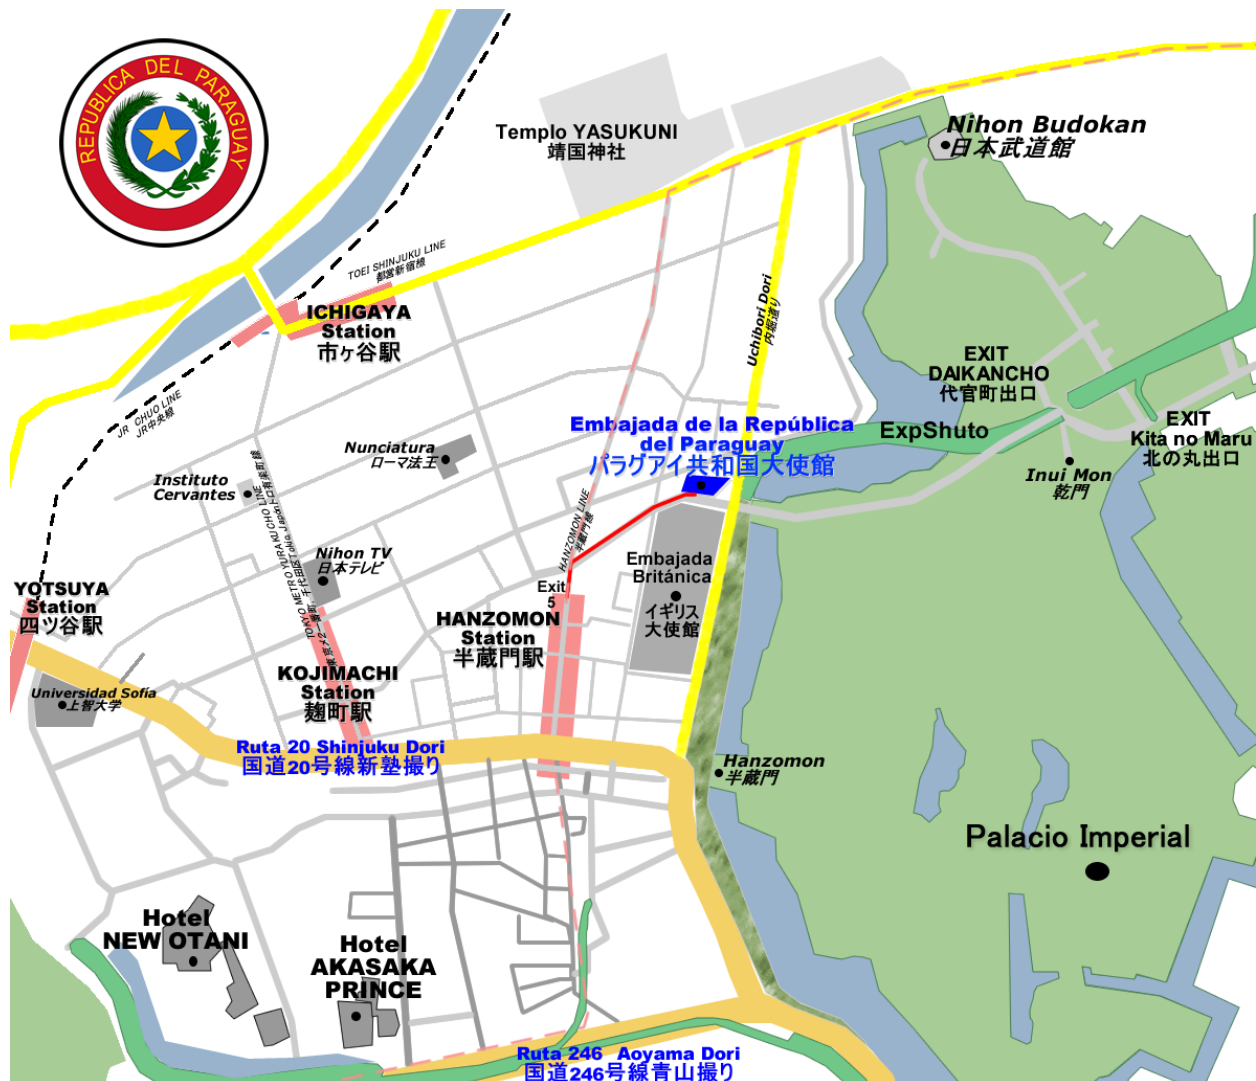 REPUBLICA DEL PARAGUAY
Templo YASUKUNI
靖国神社
Nihon Budokan
日本武道館
TOEI SHINJUKU LINE
都営新宿線
ICHIGAYA
Station
市ヶ谷駅
Uchibori Dori
内堀道り
EXIT
DAIKANCHO
代官町出口
JR CHUO LINE
JR中央線
Embajada de la República
del Paraguay
パラグアイ共和国大使館
ExpShuto
EXIT
Kita no Maru
北の丸出口
Nunciatura
ローマ法王
Instituto
Cervantes
Inui Mon
乾門
TOKYO METRO YURAKUCHO LINE
HANZOMON LINE
半蔵門線
Nihon TV
日本テレビ
Embajada
Británica
イギリス
大使館
Exit
5
YOTSUYA
Station
四ツ谷駅
HANZOMON
Station
半蔵門駅
KOJIMACHI
Station
麹町駅
Universidad Sofía
上智大学
Ruta 20 Shinjuku Dori
国道20号線新塾撮り
Hanzomon
半蔵門
Palacio Imperial
Hotel
NEW OTANI
Hotel
AKASAKA
PRINCE
Ruta 246 Aoyama Dori
国道246号線青山撮り